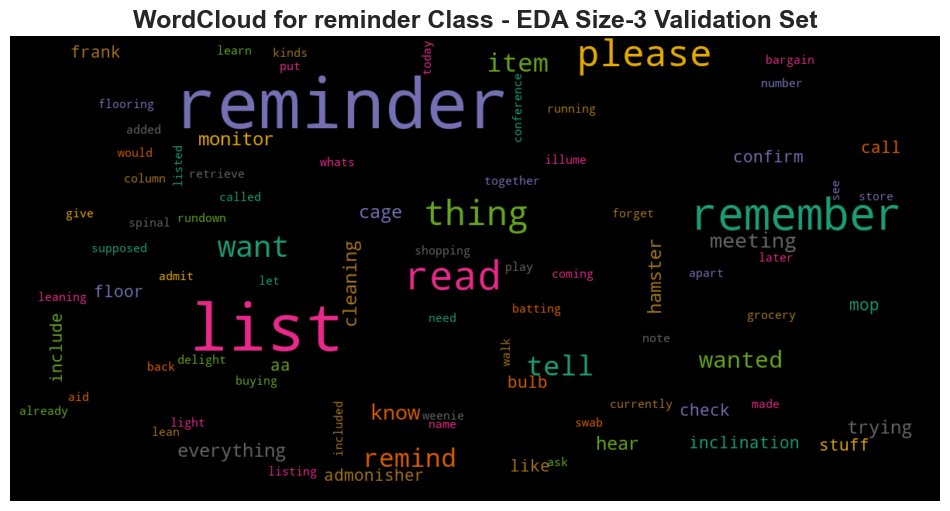 WordCloud for reminder Class - EDA Size-3 Validation Set
frank
learn
kinds
put
today
item
please
bargain
number
reminder
conference
running
flooring
added
monitor
would
listed
retrieve
whats
illume
confirm
call
column
called
together
see
store
give
spinal
rundown
cage
thing
forget
remember
meeting
supposed
want
shopping
later
admit
let
cleaning
read
play
coming
hamster
apart
leaning
floor
list
need
batting
grocery
mop
include
note
back
delight
aa
buying
walk
tell
wanted
bulb
aid
already
light
lean
included
know
weenie
name
currently
check
made
swab
trying
everything
hear
inclination
stuff
remind
like
ask
listing
admonisher